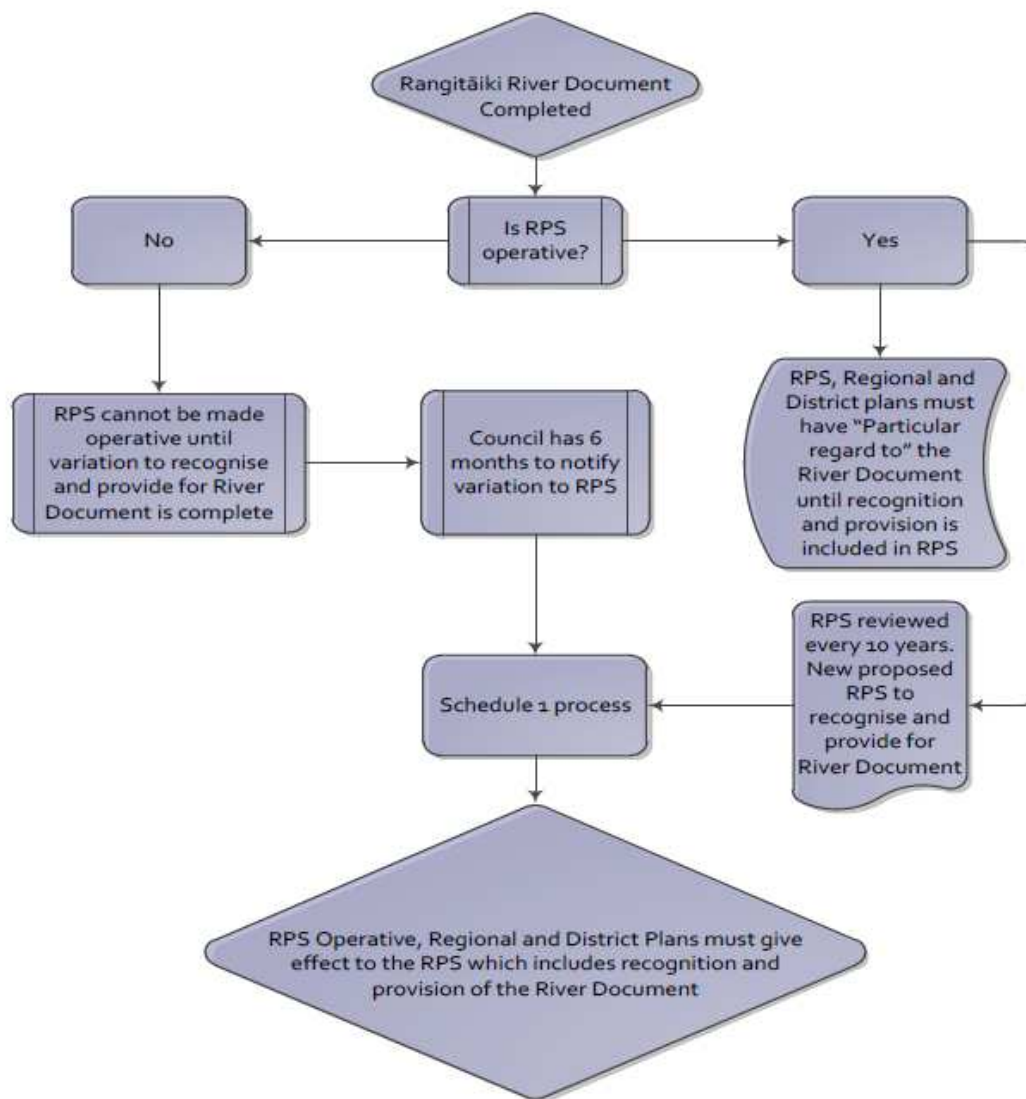 Rangitāiki River Document
Completed
No
Is RPS
operative?
Yes
RPS cannot be made
operative until
variation to recognise
and provide for River
Document is complete
Council has 6
months to notify
variation to RPS
RPS, Regional and
District plans must
have “Particular
regard to” the
River Document
until recognition
and provision is
included in RPS
Schedule 1 process
RPS reviewed
every 10 years.
New proposed
RPS to
recognise and
provide for
River Document
RPS Operative, Regional and District Plans must give
effect to the RPS which includes recognition and
provision of the River Document